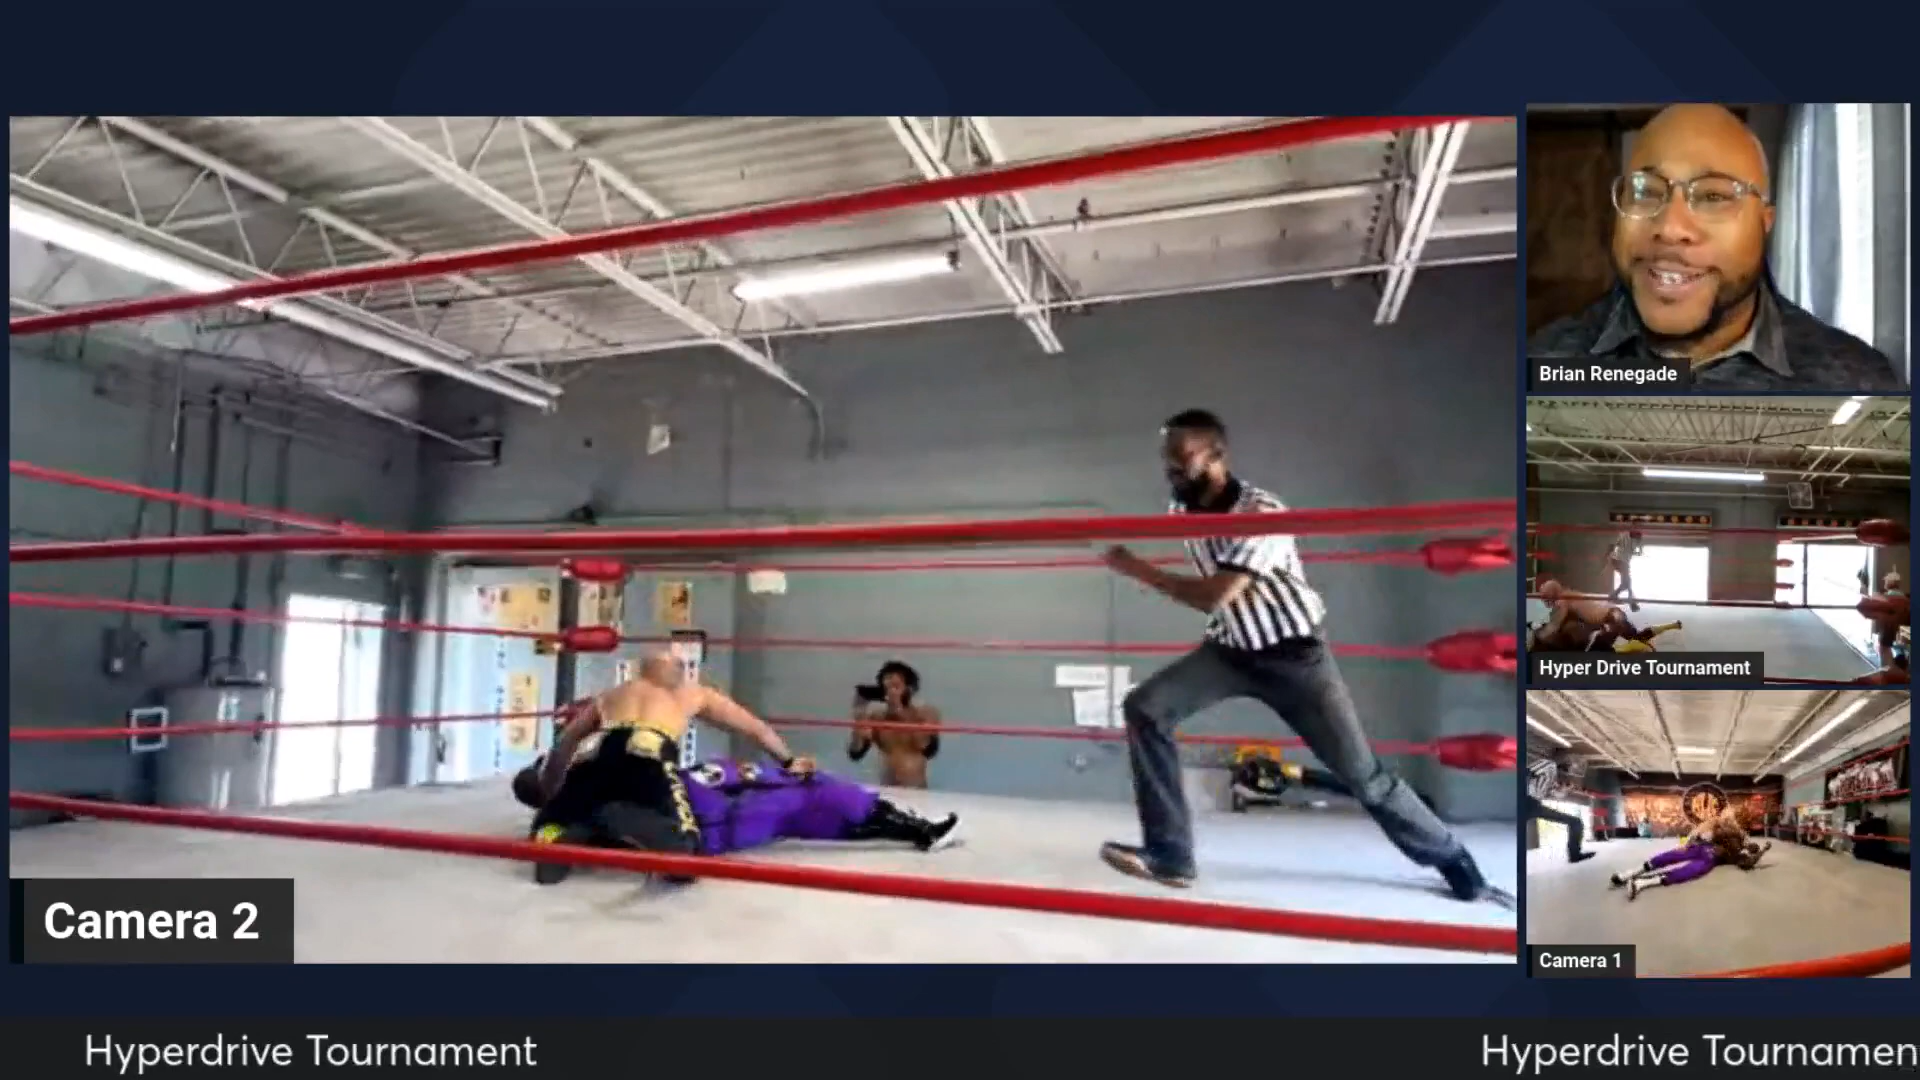 Brian Renegade
Hyper Drive Tournament
Camera 2
Camera 1
Hyperdrive Tournament
Hyperdrive Tournamen